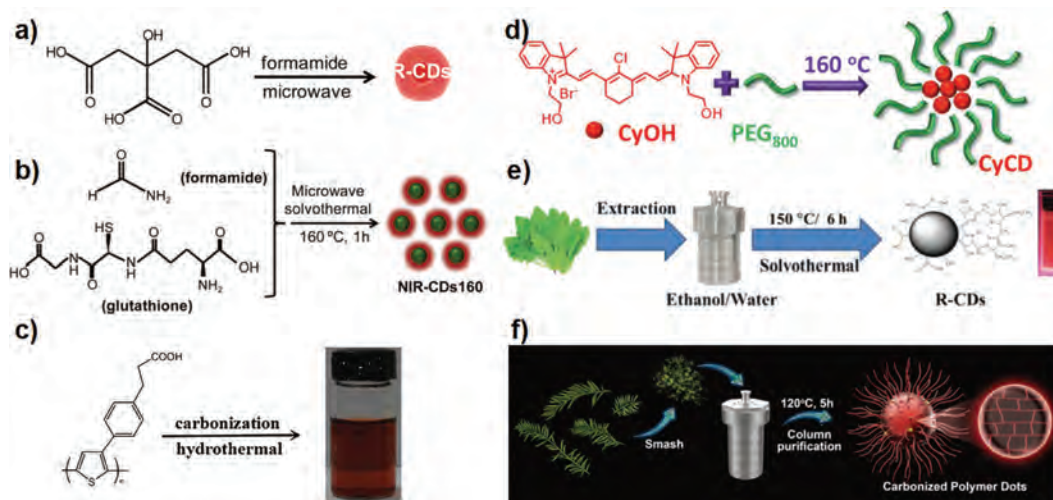 a)
HO
OH
HO
OH
O
O
HO
O
formamide
microwave
R-CDs
b)
O
H
NH₂
(formamide)
HS
O
HO
O
H
N
O
N
H
O
O
OH
NH₂
(glutathione)
Microwave
solvothermal
160 ºC, 1h
NIR-CDs160
c)
COOH
S
n
carbonization
hydrothermal
d)
Cl
N+
Br-
N
HO
OH
CyOH
PEG800
160 °C
CyCD
e)
Extraction
Ethanol/Water
150 °C/ 6 h
Solvothermal
R-CDs
f)
Smash
120°C, 5h
Column
purification
Carbonized Polymer Dots